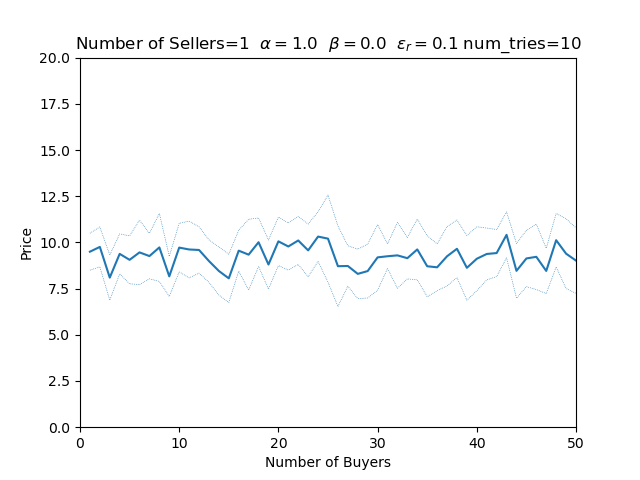 Number of Sellers=1 α = 1.0 β = 0.0 ε_r = 0.1 num_tries=10
20.0
17.5
15.0
12.5
10.0
7.5
5.0
2.5
0.0
Price
0 10 20 30 40 50
Number of Buyers